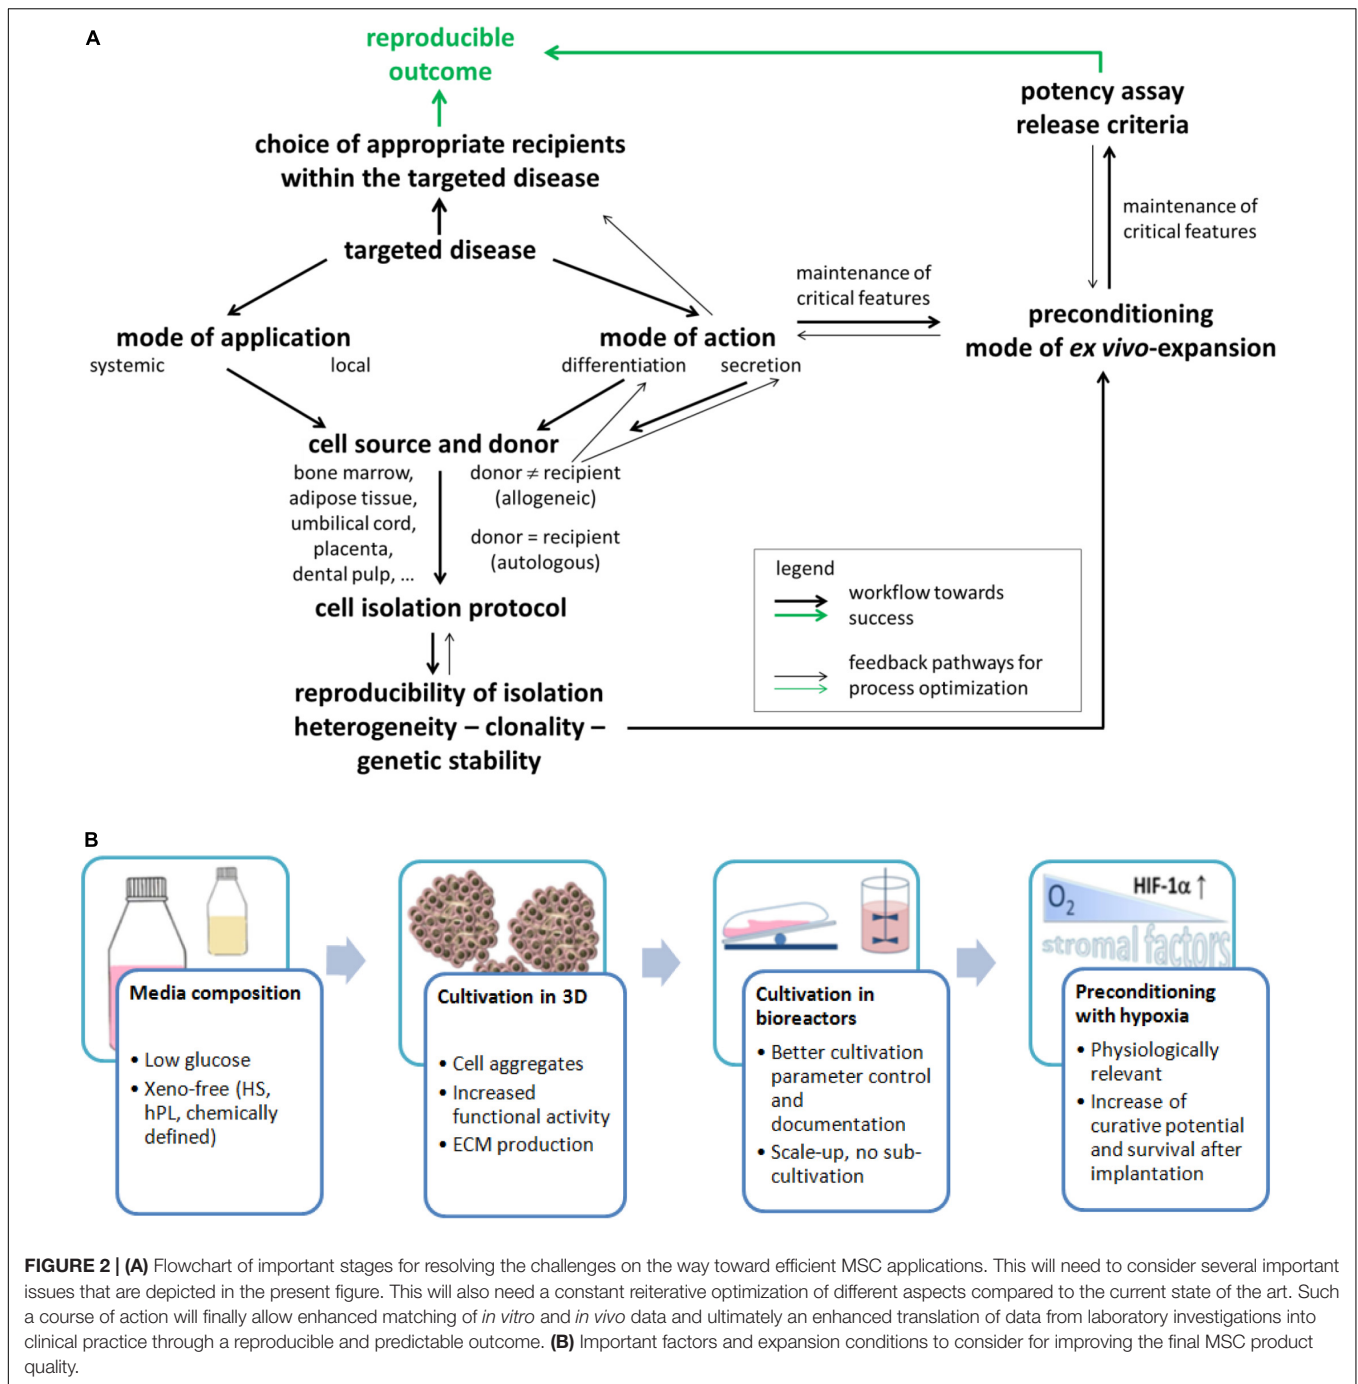 A
reproducible
outcome
potency assay
release criteria
choice of appropriate recipients
within the targeted disease
maintenance of
critical features
targeted disease
maintenance of
critical features
preconditioning
mode of ex vivo-expansion
mode of application
systemic local
mode of action
differentiation secretion
cell source and donor
bone marrow,
adipose tissue,
umbilical cord,
placenta,
dental pulp, ...
donor ≠ recipient
(allogeneic)
donor = recipient
(autologous)
cell isolation protocol
legend
workflow towards
success
feedback pathways for
process optimization
reproducibility of isolation
heterogeneity – clonality –
genetic stability
B
Media composition
• Low glucose
• Xeno-free (HS,
hPL, chemically
defined)
Cultivation in 3D
• Cell aggregates
• Increased
functional activity
• ECM production
Cultivation in
bioreactors
• Better cultivation
parameter control
and
documentation
• Scale-up, no sub-
cultivation
O2
HIF-1α ↑
stromal factors
Preconditioning
with hypoxia
• Physiologically
relevant
• Increase of
curative potential
and survival after
implantation
FIGURE 2 | (A) Flowchart of important stages for resolving the challenges on the way toward efficient MSC applications. This will need to consider several important
issues that are depicted in the present figure. This will also need a constant reiterative optimization of different aspects compared to the current state of the art. Such
a course of action will finally allow enhanced matching of in vitro and in vivo data and ultimately an enhanced translation of data from laboratory investigations into
clinical practice through a reproducible and predictable outcome. (B) Important factors and expansion conditions to consider for improving the final MSC product
quality.